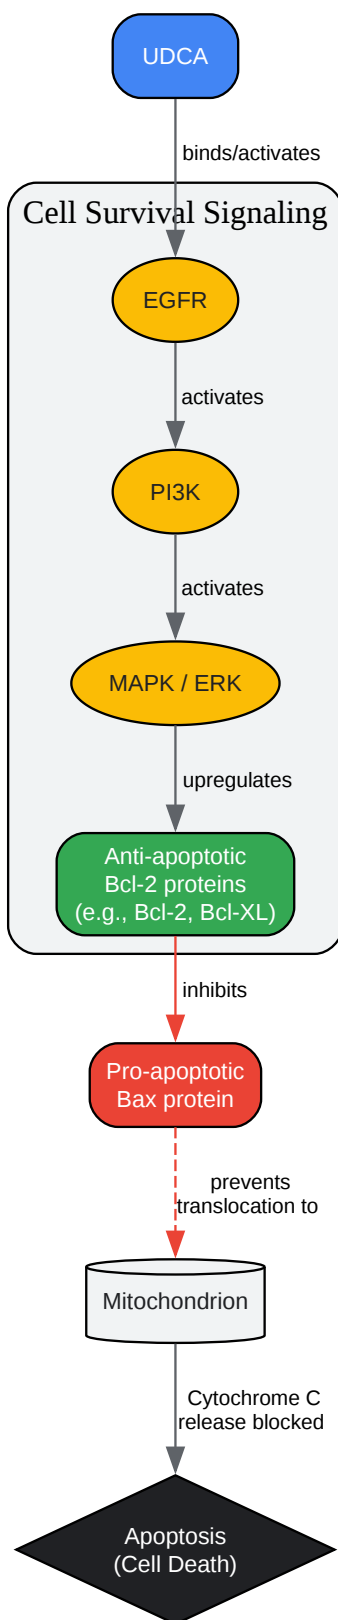 UDCA
binds/activates
Cell Survival Signaling
EGFR
activates
PI3K
activates
MAPK / ERK
upregulates
Anti-apoptotic
Bcl-2 proteins
(e.g., Bcl-2, Bcl-XL)
inhibits
Pro-apoptotic
Bax protein
prevents
translocation to
Mitochondrion
Cytochrome C
release blocked
Apoptosis
(Cell Death)